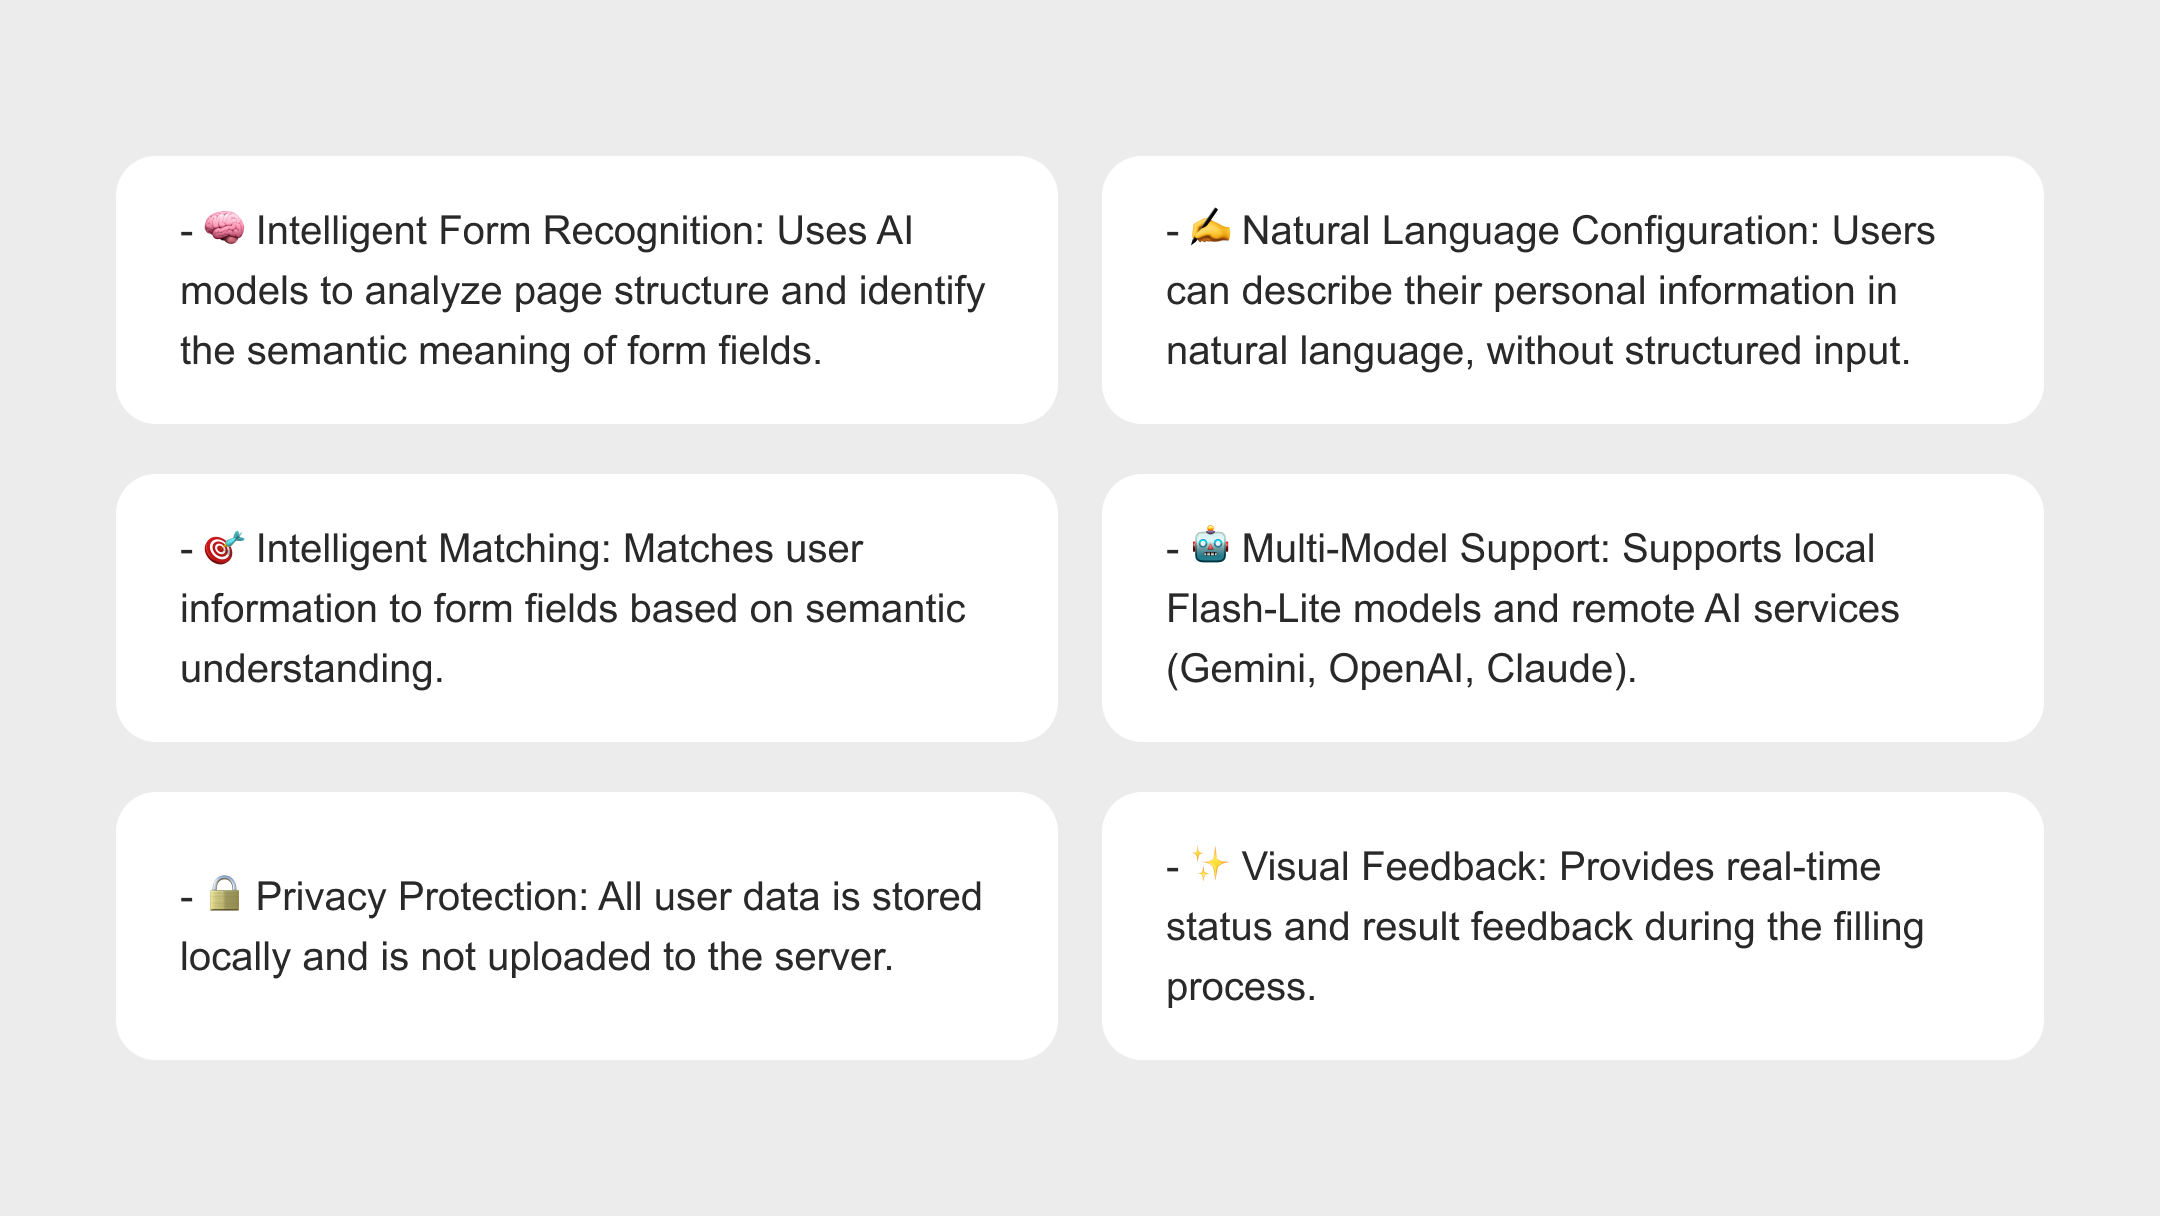 - 🧠 Intelligent Form Recognition: Uses AI
models to analyze page structure and identify
the semantic meaning of form fields.
- ✍️ Natural Language Configuration: Users
can describe their personal information in
natural language, without structured input.
- 🎯 Intelligent Matching: Matches user
information to form fields based on semantic
understanding.
- 🤖 Multi-Model Support: Supports local
Flash-Lite models and remote AI services
(Gemini, OpenAI, Claude).
- 🔒 Privacy Protection: All user data is stored
locally and is not uploaded to the server.
- ✨ Visual Feedback: Provides real-time
status and result feedback during the filling
process.